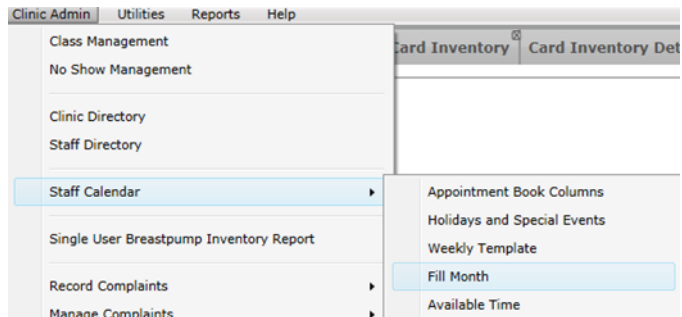 Clinic Admin Utilities Reports Help
Class Management
No Show Management
Card Inventory Card Inventory Det
Clinic Directory
Staff Directory
Staff Calendar
Single User Breastpump Inventory Report
Record Complaints
Manage Complaints
Appointment Book Columns
Holidays and Special Events
Weekly Template
Fill Month
Available Time